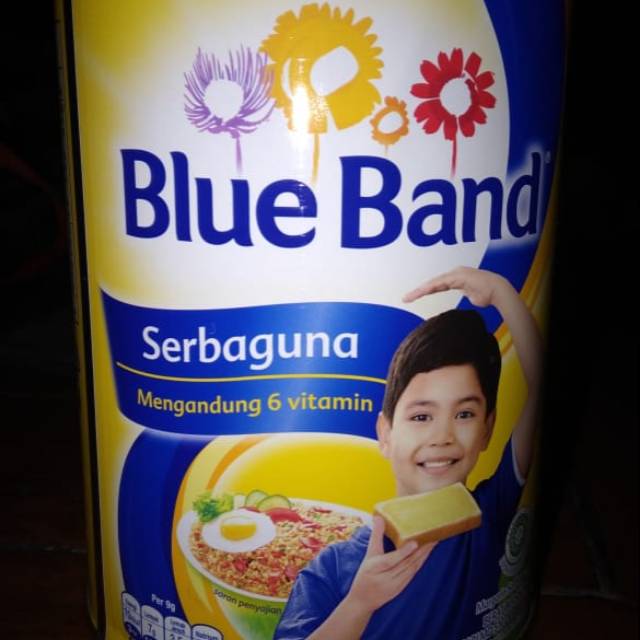 Blue Band
Serbaguna
Mengandung 6 vitamin
saran penyajian
Per 9g